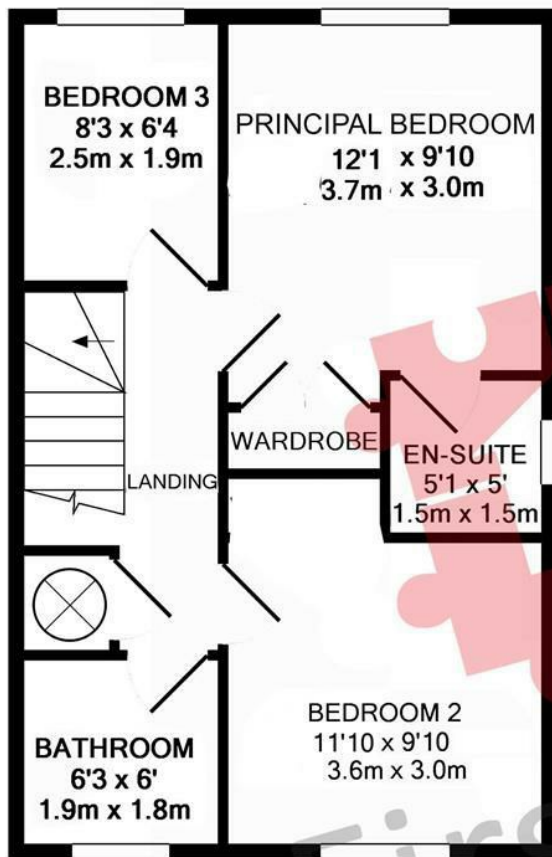 BEDROOM 3
8'3 x 6'4
2.5m x 1.9m
PRINCIPAL BEDROOM
12'1 x 9'10
3.7m x 3.0m
WARDROBE
EN-SUITE
5'1 x 5'
1.5m x 1.5m
LANDING
BEDROOM 2
11'10 x 9'10
3.6m x 3.0m
BATHROOM
6'3 x 6'
1.9m x 1.8m